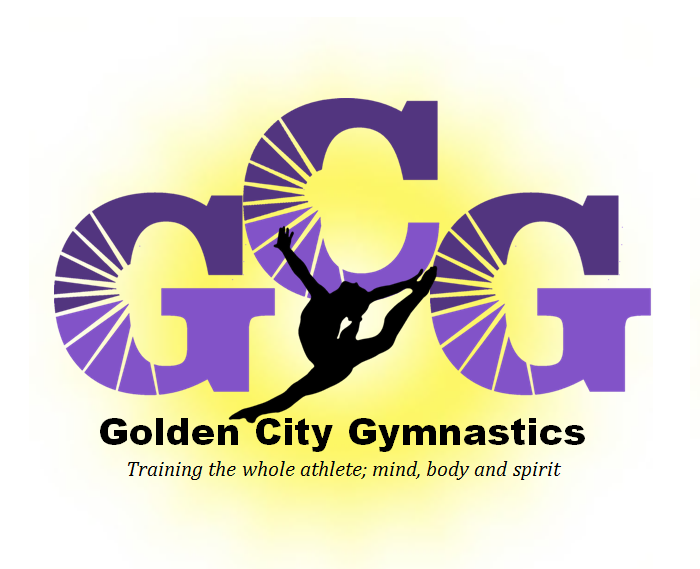 GCG
Golden City Gymnastics
Training the whole athlete; mind, body and spirit